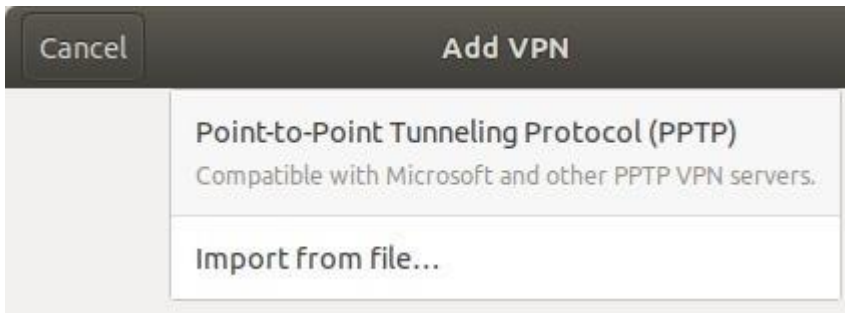 Cancel
Add VPN
Point-to-Point Tunneling Protocol (PPTP)
Compatible with Microsoft and other PPTP VPN servers.
Import from file…